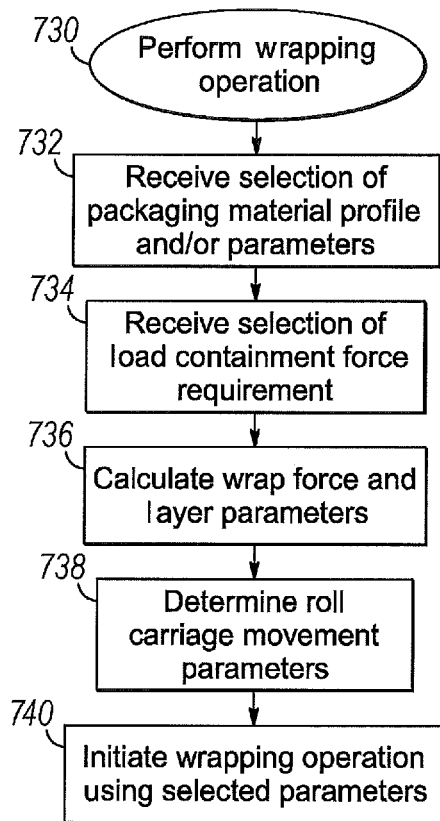 730
Perform wrapping
operation
732
Receive selection of
packaging material profile
and/or parameters
734
Receive selection of
load containment force
requirement
736
Calculate wrap force and
layer parameters
738
Determine roll
carriage movement
parameters
740
Initiate wrapping operation
using selected parameters